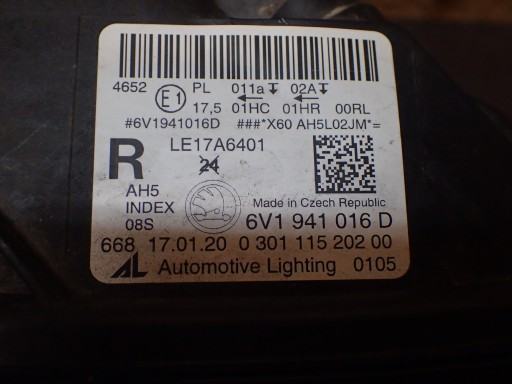 4652 E1 PL 011a 02A
17,5 01HC 01HR 00RL
#6V1941016D ###*X60 AH5L02JM*=
R LE17A6401
24
AH5
INDEX
08S
Made in Czech Republic
6V1 941 016 D
668 17.01.20 0 301 115 202 00
AL Automotive Lighting 0105